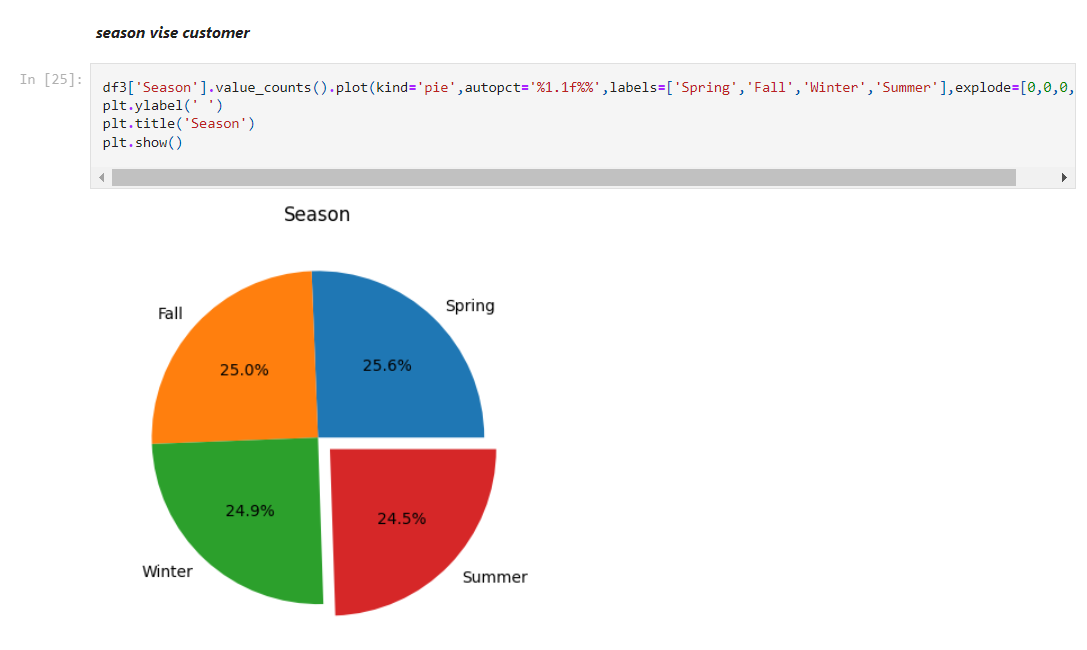 season vise customer
In [25]:
df3['Season'].value_counts().plot(kind='pie',autopct='%1.1f%%',labels=['Spring','Fall','Winter','Summer'],explode=[0,0,0,
plt.ylabel(' ')
plt.title('Season')
plt.show()
Season
Spring
Fall
25.6%
25.0%
24.9%
24.5%
Winter
Summer